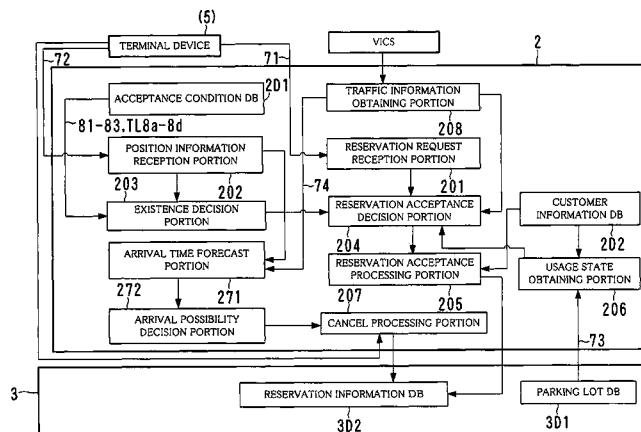 (5)
TERMINAL DEVICE
72
71
VICS
2
ACCEPTANCE CONDITION DB
2D1
TRAFFIC INFORMATION
OBTAINING PORTION
208
81-83.TL8a-8d
POSITION INFORMATION
RECEPTION PORTION
203
202
74
RESERVATION REQUEST
RECEPTION PORTION
201
EXISTENCE DECISION
PORTION
RESERVATION ACCEPTANCE
DECISION PORTION
204
CUSTOMER
INFORMATION DB
202
ARRIVAL TIME FORECAST
PORTION
272
271
RESERVATION ACCEPTANCE
PROCESSING PORTION
207
205
USAGE STATE
OBTAINING PORTION
206
ARRIVAL POSSIBILITY
DECISION PORTION
CANCEL PROCESSING PORTION
73
3
RESERVATION INFORMATION DB
3D2
PARKING LOT DB
3D1